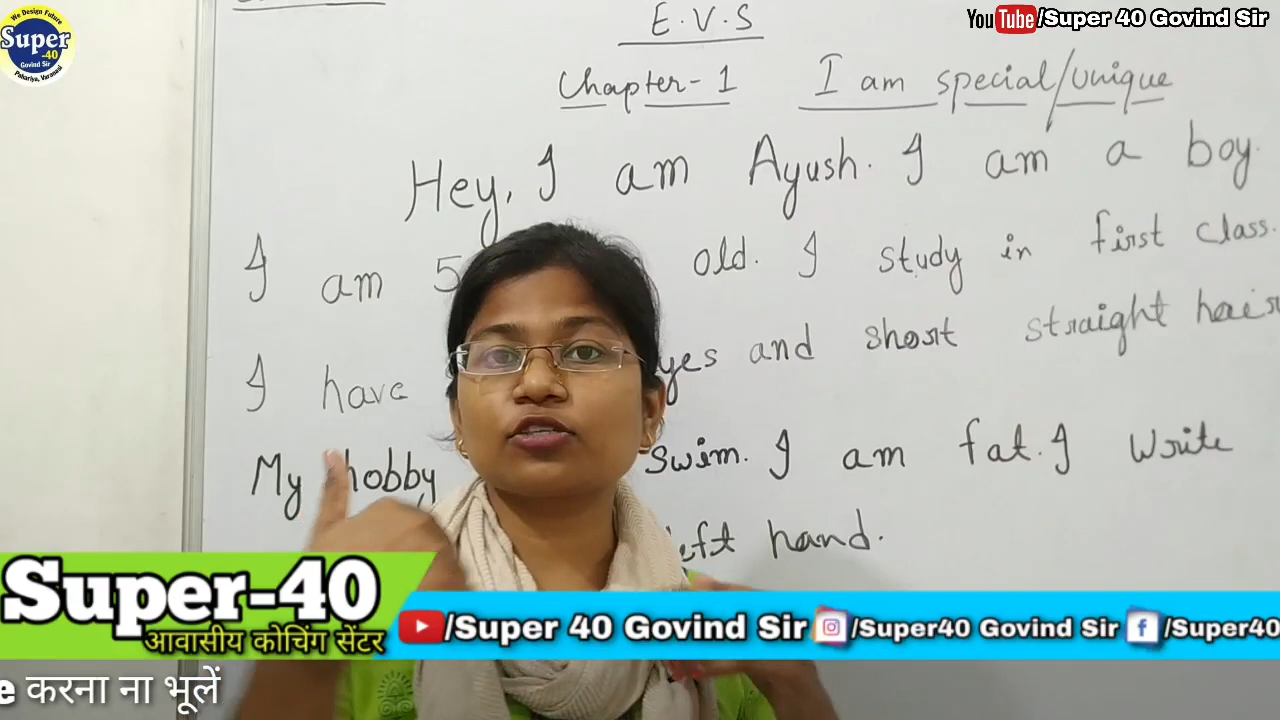 We Design Future
Super
-40
Govind Sir
Pahariya, Varanasi
YouTube/Super 40 Govind Sir
E.V.S
Chapter-1 I am special/unique
Hey, I am Ayush. I am a boy.
I am 5 old. I study in first class.
I have yes and short straight hair
My hobby Swim. I am fat. I write
eft hand.
Super-40
आवासीय कोचिंग सेंटर
/Super 40 Govind Sir /Super40 Govind Sir /Super40
e करना ना भूलें